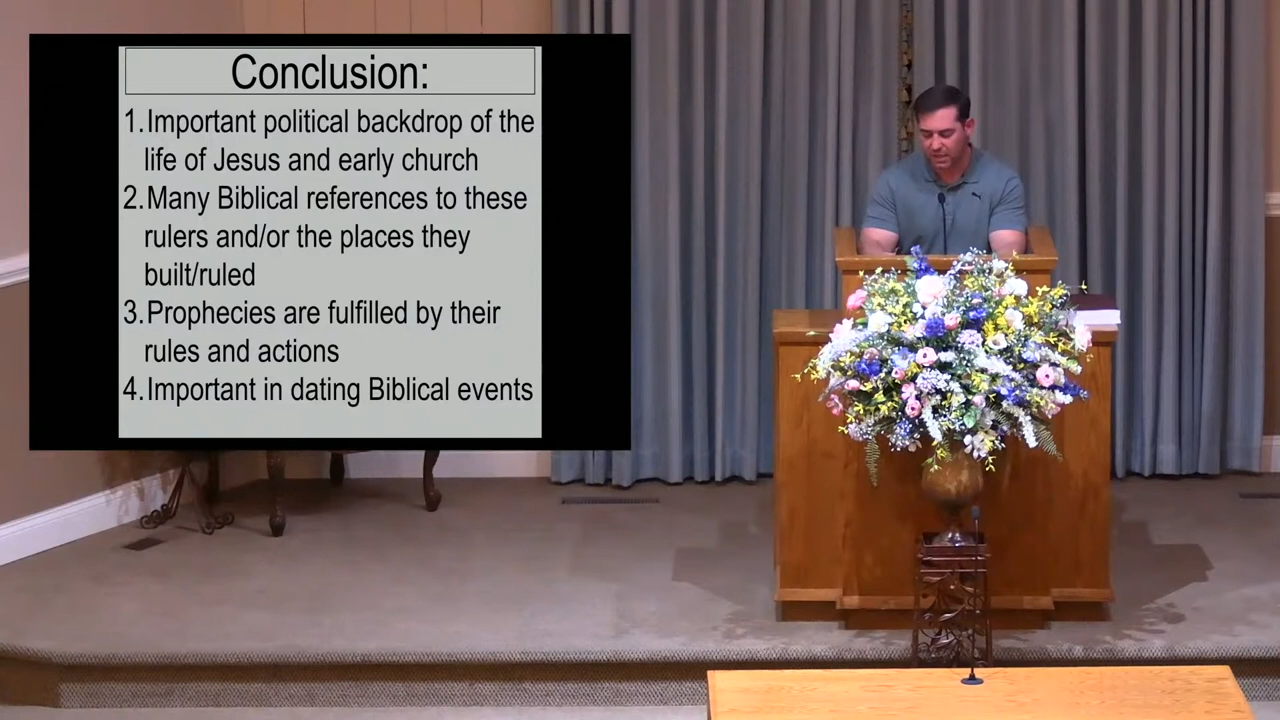 Conclusion:
1. Important political backdrop of the
life of Jesus and early church
2. Many Biblical references to these
rulers and/or the places they
built/ruled
3. Prophecies are fulfilled by their
rules and actions
4. Important in dating Biblical events